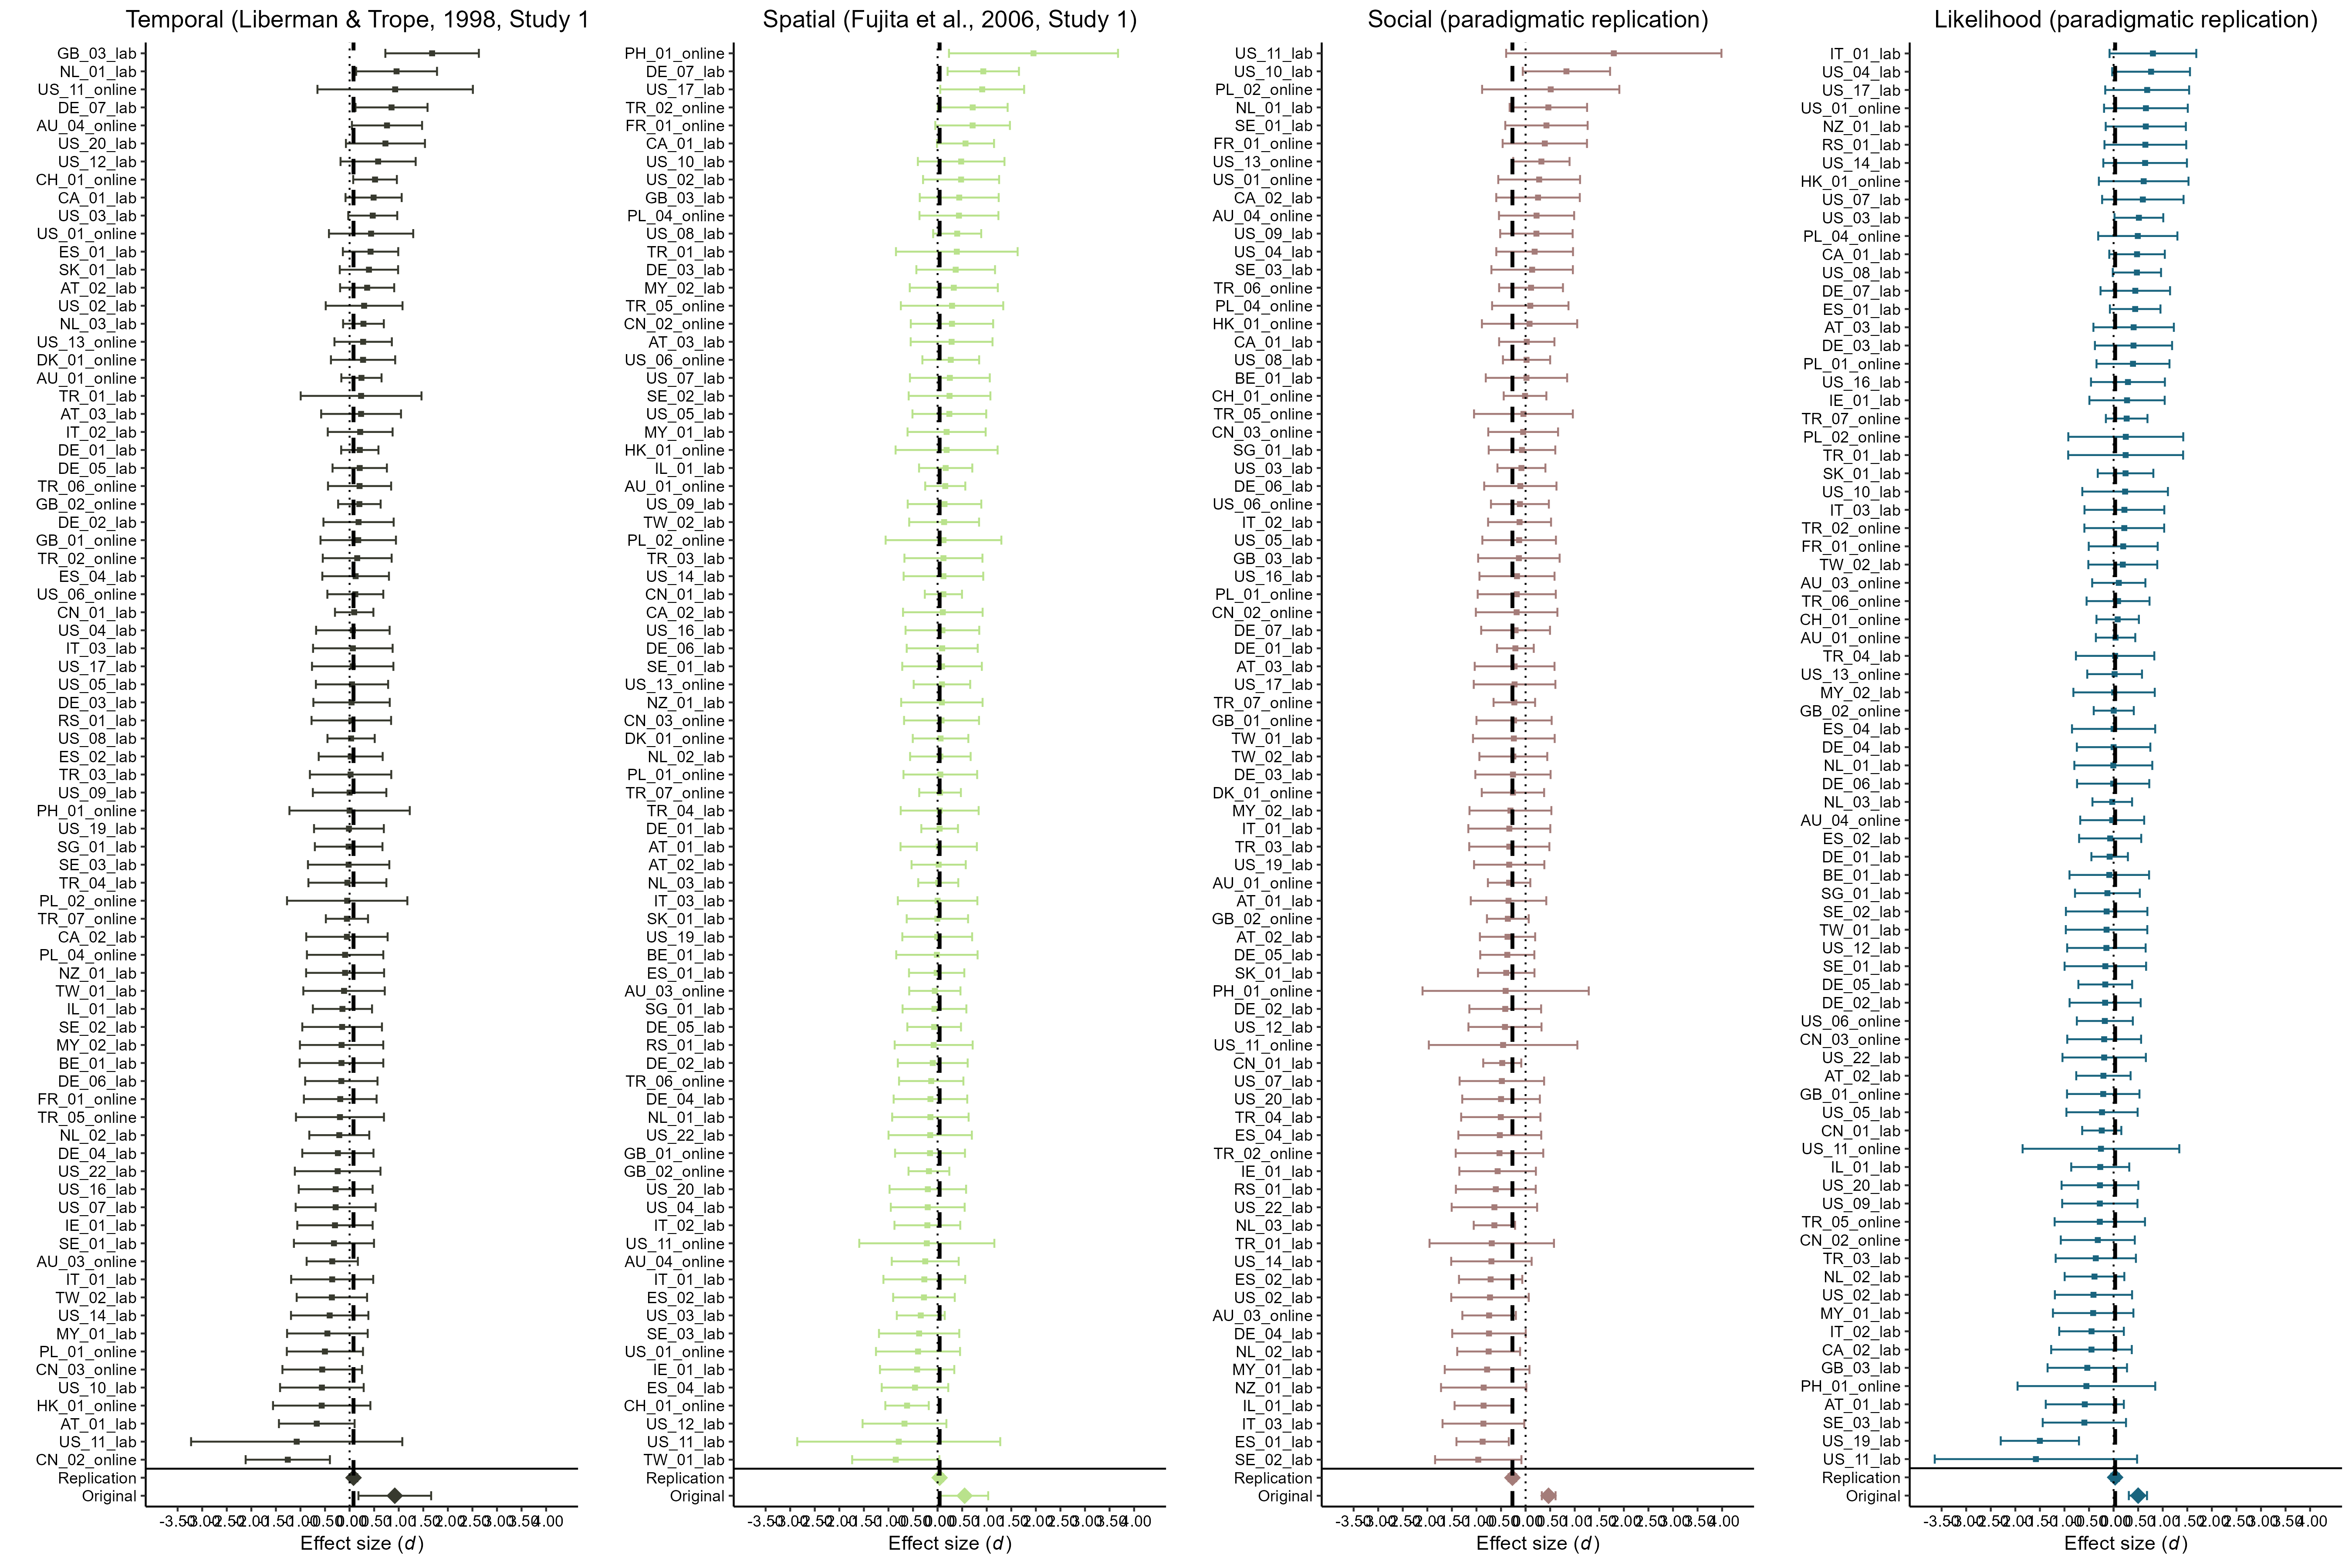 Temporal (Liberman & Trope, 1998, Study 1
GB_03_lab
NL_01_lab
US_11_online
DE_07_lab
AU_04_online
US_20_lab
US_12_lab
CH_01_online
CA_01_lab
US_03_lab
US_01_online
ES_01_lab
SK_01_lab
AT_02_lab
US_02_lab
NL_03_lab
US_13_online
DK_01_online
AU_01_online
TR_01_lab
AT_03_lab
IT_02_lab
DE_01_lab
DE_05_lab
TR_06_online
GB_02_online
DE_02_lab
GB_01_online
TR_02_online
ES_04_lab
US_06_online
CN_01_lab
US_04_lab
IT_03_lab
US_17_lab
US_05_lab
DE_03_lab
RS_01_lab
US_08_lab
ES_02_lab
TR_03_lab
US_09_lab
PH_01_online
US_19_lab
SG_01_lab
SE_03_lab
TR_04_lab
PL_02_online
TR_07_online
CA_02_lab
PL_04_online
NZ_01_lab
TW_01_lab
IL_01_lab
SE_02_lab
MY_02_lab
BE_01_lab
DE_06_lab
FR_01_online
TR_05_online
NL_02_lab
DE_04_lab
US_22_lab
US_16_lab
US_07_lab
IE_01_lab
SE_01_lab
AU_03_online
IT_01_lab
TW_02_lab
US_14_lab
MY_01_lab
PL_01_online
CN_03_online
US_10_lab
HK_01_online
AT_01_lab
US_11_lab
CN_02_online
Replication
Original
Effect size (d)
Spatial (Fujita et al., 2006, Study 1)
PH_01_online
DE_07_lab
US_17_lab
TR_02_online
FR_01_online
CA_01_lab
US_10_lab
US_02_lab
GB_03_lab
PL_04_online
US_08_lab
TR_01_lab
DE_03_lab
MY_02_lab
TR_05_online
CN_02_online
AT_03_lab
US_06_online
US_07_lab
SE_02_lab
US_05_lab
MY_01_lab
HK_01_online
IL_01_lab
AU_01_online
US_09_lab
TW_02_lab
PL_02_online
TR_03_lab
US_14_lab
CN_01_lab
CA_02_lab
US_16_lab
DE_06_lab
SE_01_lab
US_13_online
NZ_01_lab
CN_03_online
DK_01_online
NL_02_lab
PL_01_online
TR_07_online
TR_04_lab
DE_01_lab
AT_01_lab
AT_02_lab
NL_03_lab
IT_03_lab
SK_01_lab
US_19_lab
BE_01_lab
ES_01_lab
AU_03_online
SG_01_lab
DE_05_lab
RS_01_lab
DE_02_lab
TR_06_online
DE_04_lab
NL_01_lab
US_22_lab
GB_01_online
GB_02_online
US_20_lab
US_04_lab
IT_02_lab
US_11_online
AU_04_online
IT_01_lab
ES_02_lab
US_03_lab
SE_03_lab
US_01_online
IE_01_lab
ES_04_lab
CH_01_online
US_12_lab
US_11_lab
TW_01_lab
Replication
Original
Effect size (d)
Social (paradigmatic replication)
US_11_lab
US_10_lab
PL_02_online
NL_01_lab
SE_01_lab
FR_01_online
US_13_online
US_01_online
CA_02_lab
AU_04_online
US_09_lab
US_04_lab
SE_03_lab
TR_06_online
PL_04_online
HK_01_online
CA_01_lab
US_08_lab
BE_01_lab
CH_01_online
TR_05_online
CN_03_online
SG_01_lab
US_03_lab
DE_06_lab
US_06_online
IT_02_lab
US_05_lab
GB_03_lab
US_16_lab
PL_01_online
CN_02_online
DE_07_lab
DE_01_lab
AT_03_lab
US_17_lab
TR_07_online
GB_01_online
TW_01_lab
TW_02_lab
DE_03_lab
DK_01_online
MY_02_lab
IT_01_lab
TR_03_lab
US_19_lab
AU_01_online
AT_01_lab
GB_02_online
AT_02_lab
DE_05_lab
SK_01_lab
PH_01_online
DE_02_lab
US_12_lab
US_11_online
CN_01_lab
US_07_lab
US_20_lab
TR_04_lab
ES_04_lab
TR_02_online
IE_01_lab
RS_01_lab
US_22_lab
NL_03_lab
TR_01_lab
US_14_lab
ES_02_lab
US_02_lab
AU_03_online
DE_04_lab
NL_02_lab
MY_01_lab
NZ_01_lab
IL_01_lab
IT_03_lab
ES_01_lab
SE_02_lab
Replication
Original
Effect size (d)
Likelihood (paradigmatic replication)
IT_01_lab
US_04_lab
US_17_lab
US_01_online
NZ_01_lab
RS_01_lab
US_14_lab
HK_01_online
US_07_lab
US_03_lab
PL_04_online
CA_01_lab
US_08_lab
DE_07_lab
ES_01_lab
AT_03_lab
DE_03_lab
PL_01_online
US_16_lab
IE_01_lab
TR_07_online
PL_02_online
TR_01_lab
SK_01_lab
US_10_lab
IT_03_lab
TR_02_online
FR_01_online
TW_02_lab
AU_03_online
TR_06_online
CH_01_online
AU_01_online
TR_04_lab
US_13_online
MY_02_lab
GB_02_online
ES_04_lab
DE_04_lab
NL_01_lab
DE_06_lab
NL_03_lab
AU_04_online
ES_02_lab
DE_01_lab
BE_01_lab
SG_01_lab
SE_02_lab
TW_01_lab
US_12_lab
SE_01_lab
DE_05_lab
DE_02_lab
US_06_online
CN_03_online
US_22_lab
AT_02_lab
GB_01_online
US_05_lab
CN_01_lab
US_11_online
IL_01_lab
US_20_lab
US_09_lab
TR_05_online
CN_02_online
TR_03_lab
NL_02_lab
US_02_lab
MY_01_lab
IT_02_lab
CA_02_lab
GB_03_lab
PH_01_online
AT_01_lab
SE_03_lab
US_19_lab
US_11_lab
Replication
Original
Effect size (d)